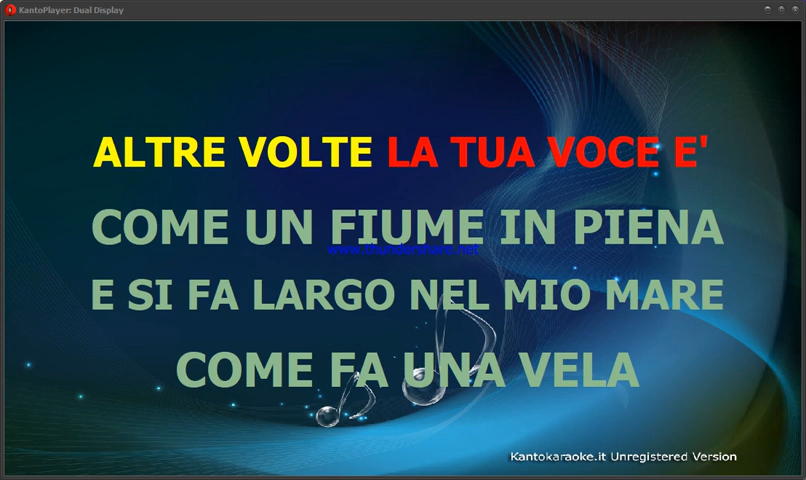 KantoPlayer: Dual Display
ALTRE VOLTE LA TUA VOCE E'
COME UN FIUME IN PIENA
www.thundershare.net
E SI FA LARGO NEL MIO MARE
COME FA UNA VELA
Kantokaraoke.it Unregistered Version